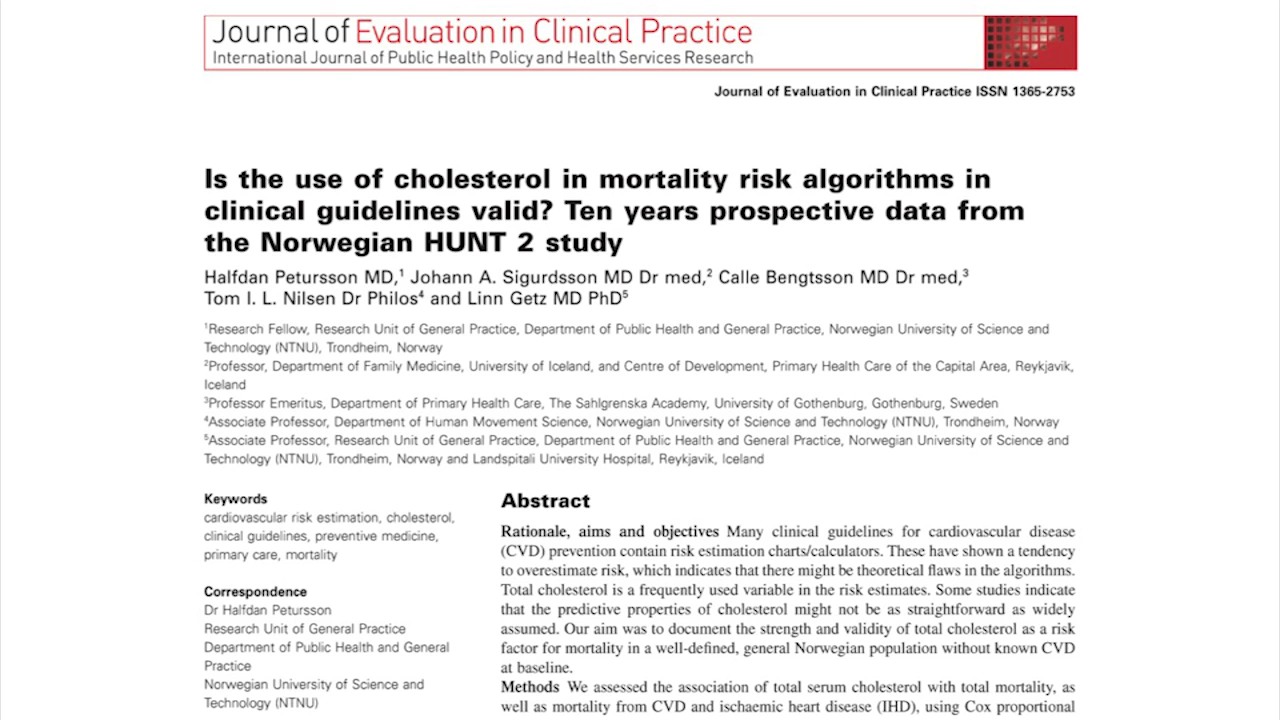 Journal of Evaluation in Clinical Practice
International Journal of Public Health Policy and Health Services Research
Journal of Evaluation in Clinical Practice ISSN 1365-2753
Is the use of cholesterol in mortality risk algorithms in
clinical guidelines valid? Ten years prospective data from
the Norwegian HUNT 2 study
Halfdan Petursson MD,¹ Johann A. Sigurdsson MD Dr med,² Calle Bengtsson MD Dr med,³
Tom I. L. Nilsen Dr Philos⁴ and Linn Getz MD PhD⁵
¹Research Fellow, Research Unit of General Practice, Department of Public Health and General Practice, Norwegian University of Science and
Technology (NTNU), Trondheim, Norway
²Professor, Department of Family Medicine, University of Iceland, and Centre of Development, Primary Health Care of the Capital Area, Reykjavik,
Iceland
³Professor Emeritus, Department of Primary Health Care, The Sahlgrenska Academy, University of Gothenburg, Gothenburg, Sweden
⁴Associate Professor, Department of Human Movement Science, Norwegian University of Science and Technology (NTNU), Trondheim, Norway
⁵Associate Professor, Research Unit of General Practice, Department of Public Health and General Practice, Norwegian University of Science and
Technology (NTNU), Trondheim, Norway and Landspitali University Hospital, Reykjavik, Iceland
Keywords
cardiovascular risk estimation, cholesterol,
clinical guidelines, preventive medicine,
primary care, mortality
Correspondence
Dr Halfdan Petursson
Research Unit of General Practice
Department of Public Health and General
Practice
Norwegian University of Science and
Technology (NTNU)
Abstract
Rationale, aims and objectives Many clinical guidelines for cardiovascular disease
(CVD) prevention contain risk estimation charts/calculators. These have shown a tendency
to overestimate risk, which indicates that there might be theoretical flaws in the algorithms.
Total cholesterol is a frequently used variable in the risk estimates. Some studies indicate
that the predictive properties of cholesterol might not be as straightforward as widely
assumed. Our aim was to document the strength and validity of total cholesterol as a risk
factor for mortality in a well-defined, general Norwegian population without known CVD
at baseline.
Methods We assessed the association of total serum cholesterol with total mortality, as
well as mortality from CVD and ischaemic heart disease (IHD), using Cox proportional